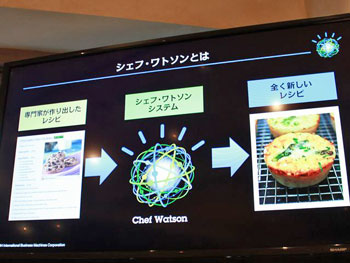 シェフ・ワトソンとは
専門家が作り出した
レシピ
シェフ・ワトソン
システム
全く新しい
レシピ
Chef Watson
International Business Machines Corporation
SHARP